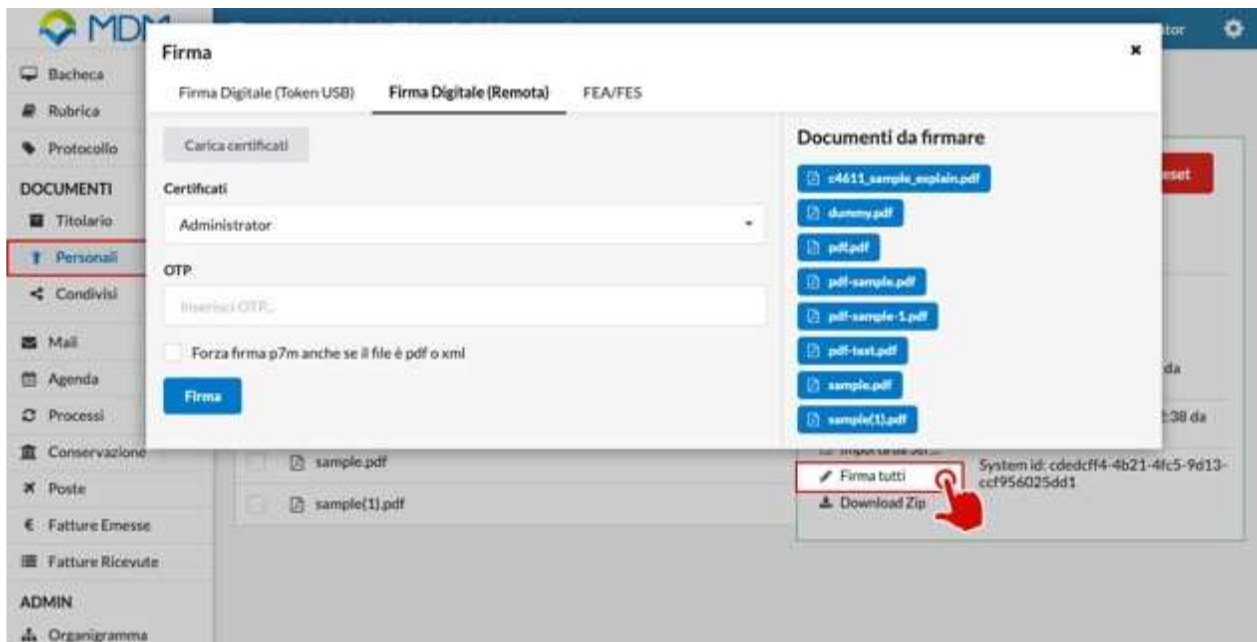 MDM
Bacheca
Rubrica
Protocollo
DOCUMENTI
Titolario
Personali
Condivisi
Mail
Agenda
Processi
Conservazione
Poste
€ Fatture Emesse
Fatture Ricevute
ADMIN
Organigramma
Firma
Firma Digitale (Token USB) Firma Digitale (Remota) FEA/FES
Carica certificati
Certificati
Administrator
OTP
Inserisci OTP...
Forza firma p7m anche se il file è pdf o xml
Firma
Documenti da firmare
c4611_sample_explain.pdf
dummy.pdf
pdf.pdf
pdf-sample.pdf
pdf-sample-1.pdf
pdf-test.pdf
sample.pdf
sample(1).pdf
sample.pdf
sample(1).pdf
da
:38 da
Firma tutti
Download Zip
System id: cdedcff4-4b21-4fc5-9d13-
ccf956025dd1